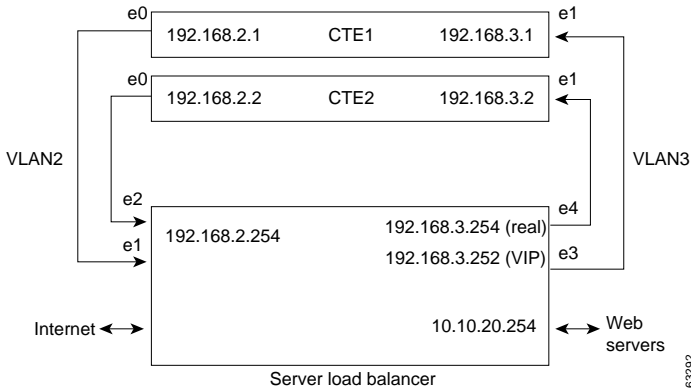 e0
e1
192.168.2.1 CTE1 192.168.3.1
e0
e1
192.168.2.2 CTE2 192.168.3.2
VLAN2
VLAN3
e2
e4
192.168.3.254 (real)
192.168.2.254
e1
192.168.3.252 (VIP)
e3
Internet
10.10.20.254
Web
servers
Server load balancer
63292